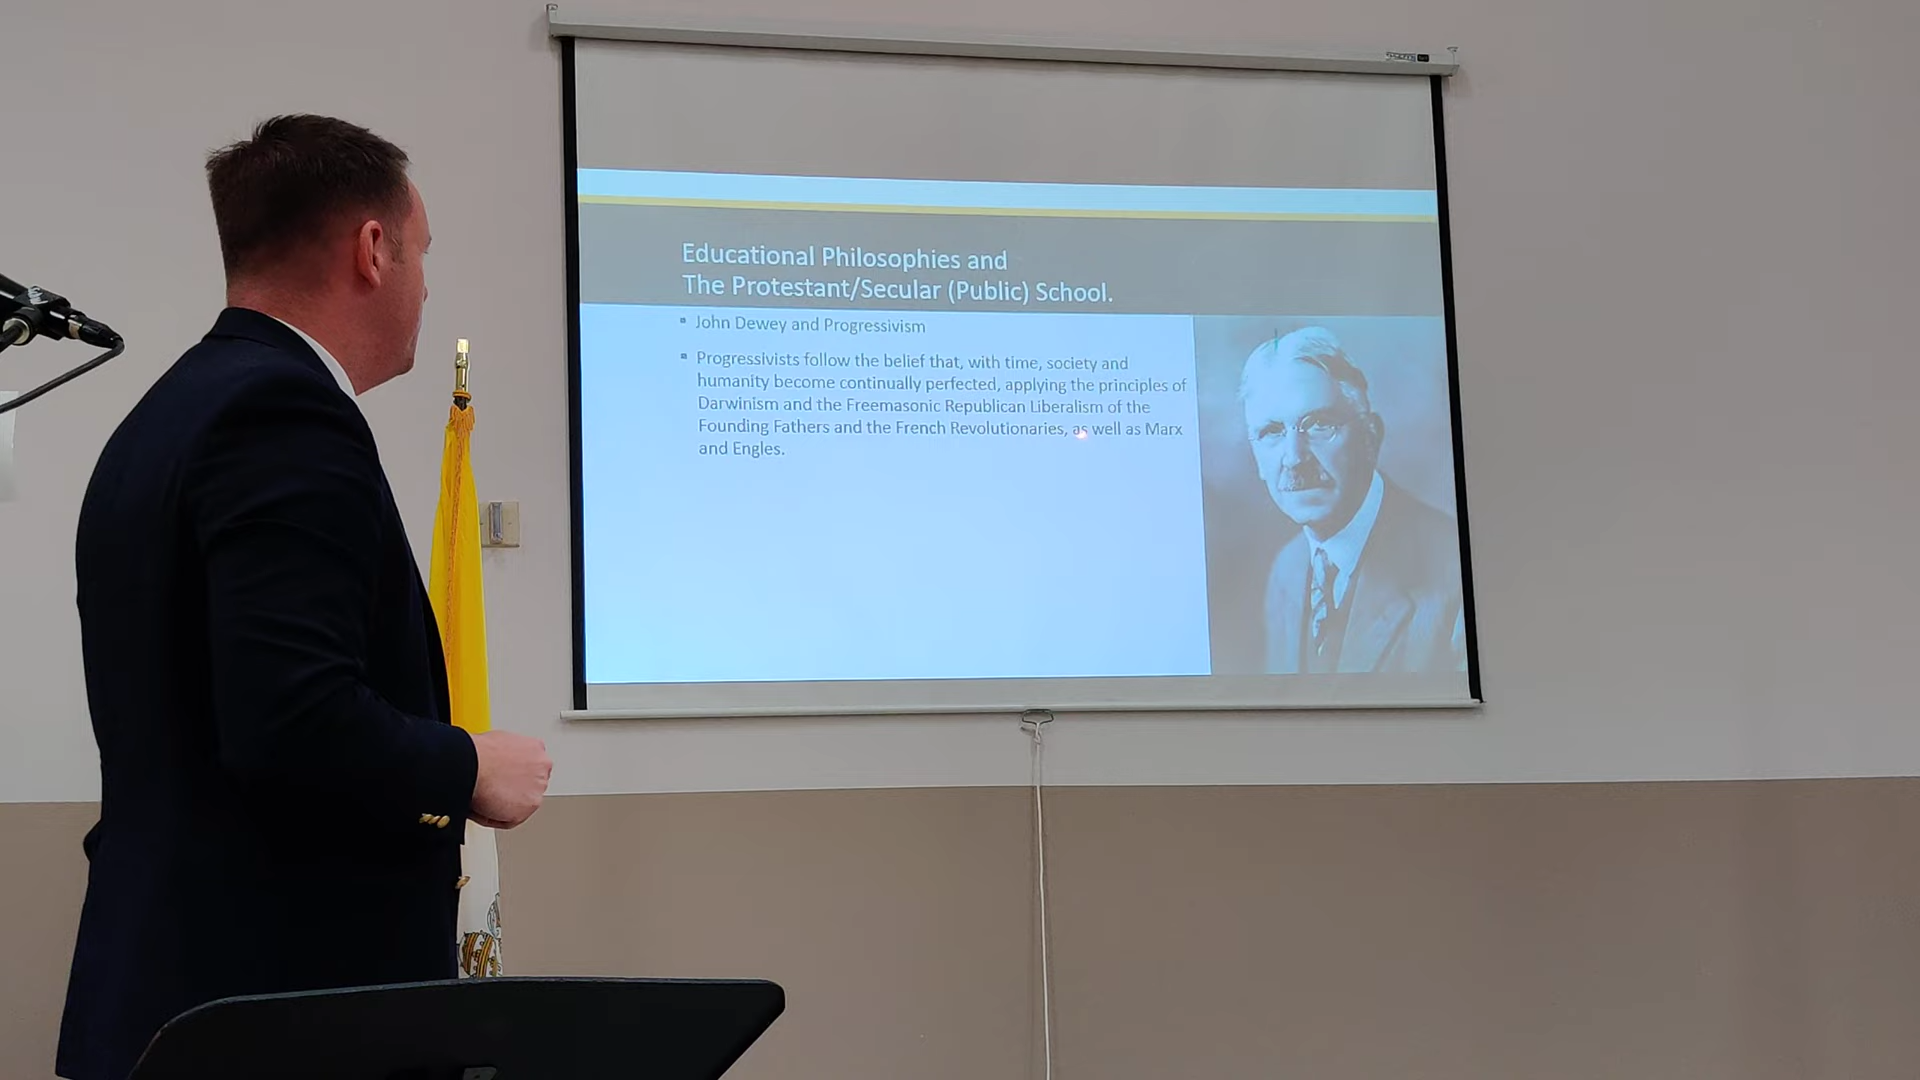 Educational Philosophies and
The Protestant/Secular (Public) School.
▪ John Dewey and Progressivism
▪ Progressivists follow the belief that, with time, society and
humanity become continually perfected, applying the principles of
Darwinism and the Freemasonic Republican Liberalism of the
Founding Fathers and the French Revolutionaries, as well as Marx
and Engles.